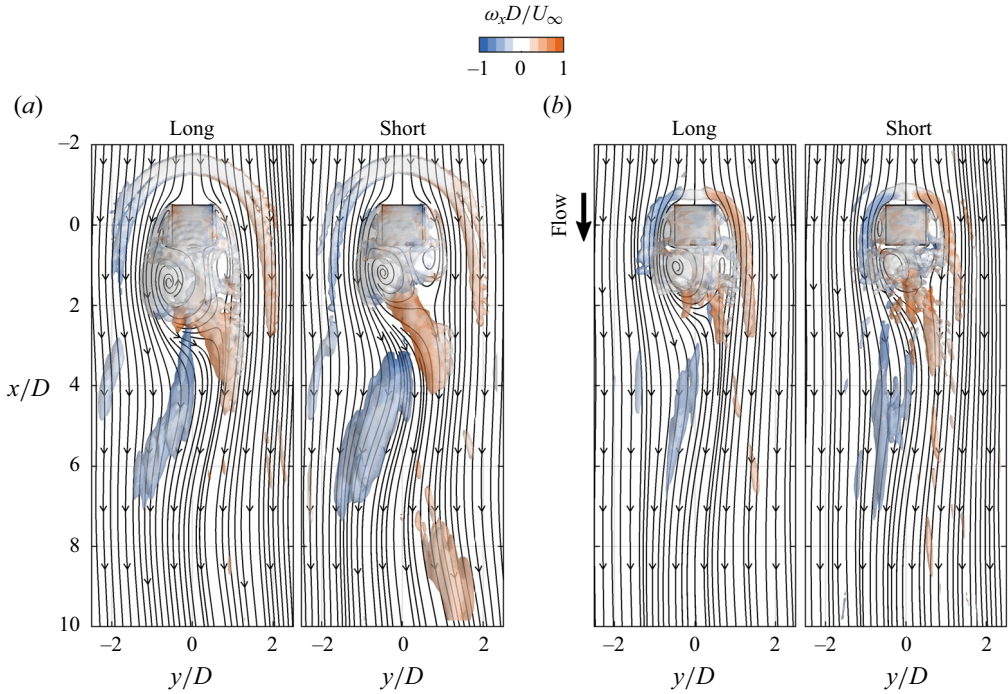 ω_x D/U_∞
−1 0 1
(a) (b)
Long Short Long Short
−2
0
2
4
6
8
10
x/D
Flow
−2 0 2 −2 0 2 −2 0 2 −2 0 2
y/D y/D y/D y/D